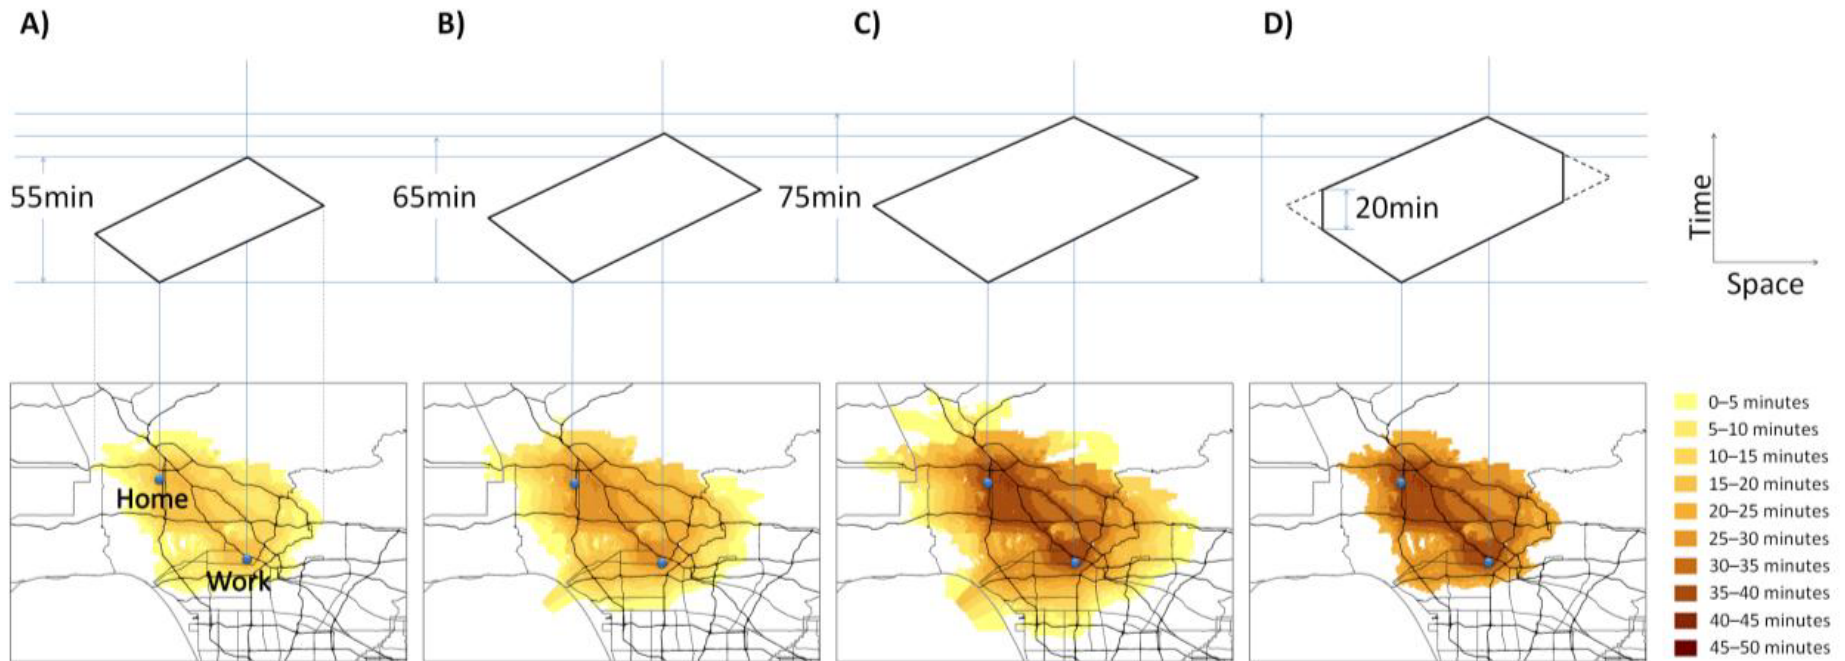 A)
B)
C)
D)
55min
65min
75min
20min
Time
Space
Home
Work
0–5 minutes
5–10 minutes
10–15 minutes
15–20 minutes
20–25 minutes
25–30 minutes
30–35 minutes
35–40 minutes
40–45 minutes
45–50 minutes